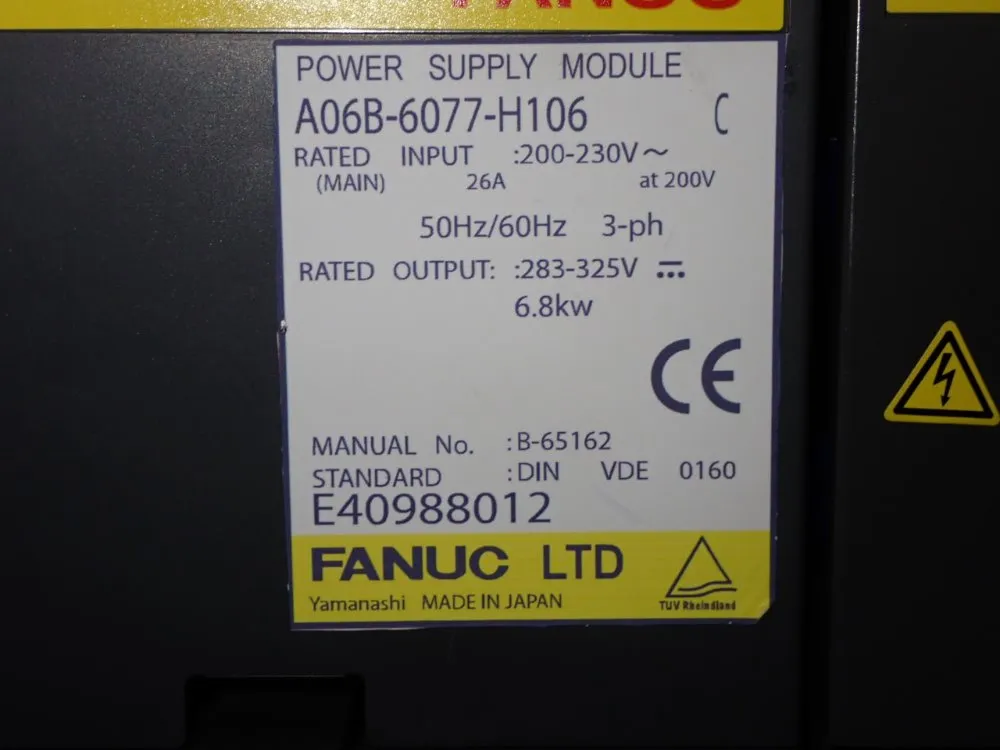 FANUC
POWER SUPPLY MODULE
A06B-6077-H106 C
RATED INPUT :200-230V～
(MAIN) 26A at 200V
50Hz/60Hz 3-ph
RATED OUTPUT: :283-325V ⎓
6.8kw
CE
MANUAL No. :B-65162
STANDARD :DIN VDE 0160
E40988012
FANUC LTD
Yamanashi MADE IN JAPAN
TUV Rheindland